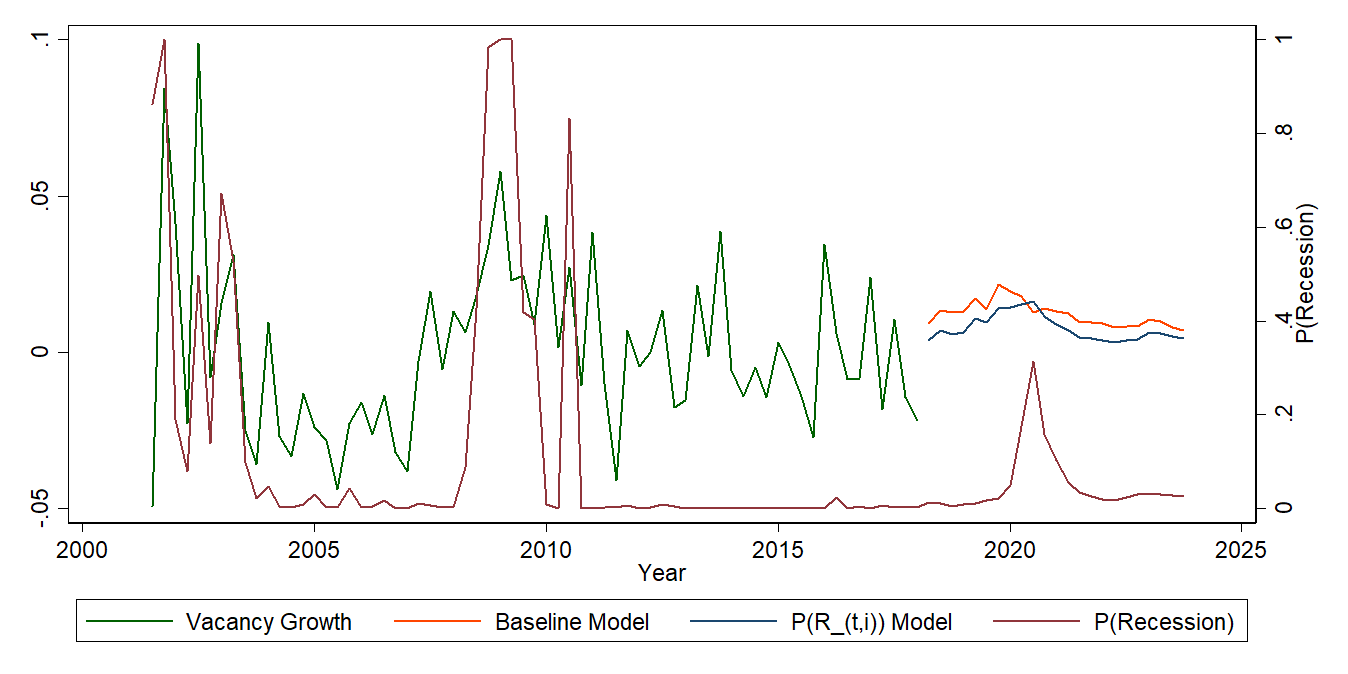 .1
.05
0
-.05
1
.8
.6
.4
.2
0
P(Recession)
2000 2005 2010 2015 2020 2025
Year
Vacancy Growth Baseline Model P(R_(t,i)) Model P(Recession)